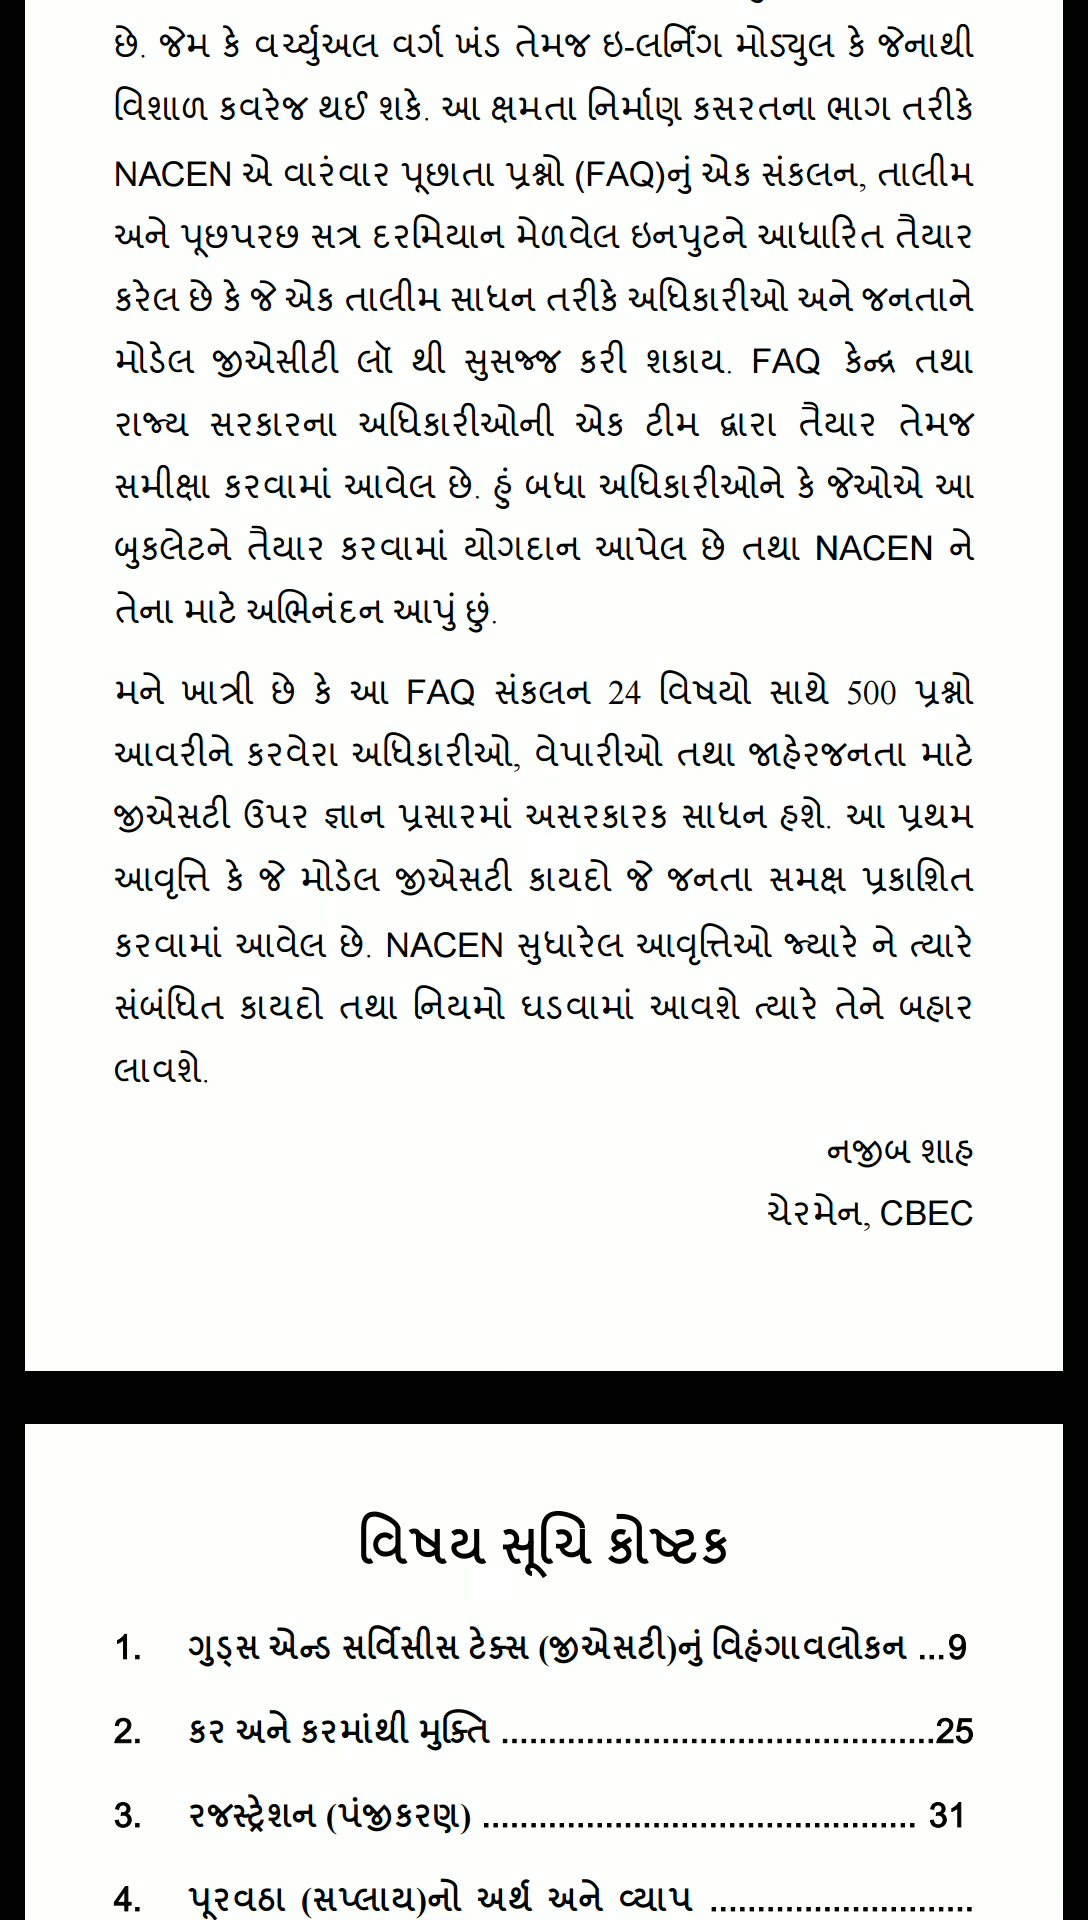 છે. જેમ કે વર્ચ્યુઅલ વર્ગ ખંડ તેમજ ઇ-લર્નિંગ મોડ્યુલ કે જેનાથી
વિશાળ કવરેજ થઈ શકે. આ ક્ષમતા નિર્માણ કસરતના ભાગ તરીકે
NACEN એ વારંવાર પૂછાતા પ્રશ્નો (FAQ)નું એક સંકલન, તાલીમ
અને પૂછપરછ સત્ર દરમિયાન મેળવેલ ઇનપુટને આધારિત તૈયાર
કરેલ છે કે જે એક તાલીમ સાધન તરીકે અધિકારીઓ અને જનતાને
મોડેલ જીએસીટી લૉ થી સુસજ્જ કરી શકાય. FAQ કેન્દ્ર તથા
રાજ્ય સરકારના અધિકારીઓની એક ટીમ દ્વારા તૈયાર તેમજ
સમીક્ષા કરવામાં આવેલ છે. હું બધા અધિકારીઓને કે જેઓએ આ
બુકલેટને તૈયાર કરવામાં યોગદાન આપેલ છે તથા NACEN ને
તેના માટે અભિનંદન આપું છું.
મને ખાત્રી છે કે આ FAQ સંકલન 24 વિષયો સાથે 500 પ્રશ્નો
આવરીને કરવેરા અધિકારીઓ, વેપારીઓ તથા જાહેરજનતા માટે
જીએસટી ઉપર જ્ઞાન પ્રસારમાં અસરકારક સાધન હશે. આ પ્રથમ
આવૃત્તિ કે જે મોડેલ જીએસટી કાયદો જે જનતા સમક્ષ પ્રકાશિત
કરવામાં આવેલ છે. NACEN સુધારેલ આવૃત્તિઓ જ્યારે ને ત્યારે
સંબંધિત કાયદો તથા નિયમો ઘડવામાં આવશે ત્યારે તેને બહાર
લાવશે.
નજીબ શાહ
ચેરમેન, CBEC
વિષય સૂચિ કોષ્ટક
1. ગુડ્સ એન્ડ સર્વિસીસ ટેક્સ (જીએસટી)નું વિહંગાવલોકન ...9
2. કર અને કરમાંથી મુક્તિ ..............................................25
3. રજસ્ટ્રેશન (પંજીકરણ) .............................................. 31
4. પૂરવઠા (સપ્લાય)નો અર્થ અને વ્યાપ ............................